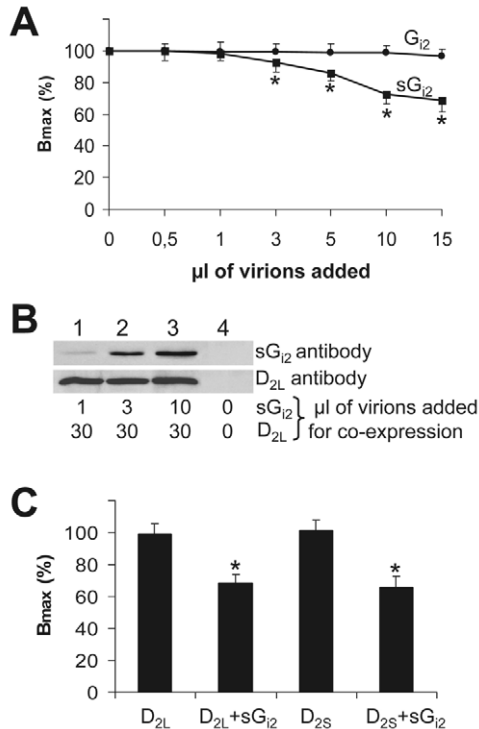 A
Bmax (%)
120
100
80
60
40
20
0
Gi2
sGi2
* * * *
0 0,5 1 3 5 10 15
µl of virions added
B
1 2 3 4
sGi2 antibody
D2L antibody
1 3 10 0 sGi2 } µl of virions added
30 30 30 0 D2L for co-expression
C
Bmax (%)
100
80
60
40
20
0
* *
D2L D2L+sGi2 D2S D2S+sGi2